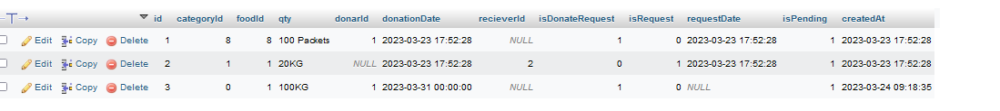 id categoryId foodId qty donarId donationDate recieverId isDonateRequest isRequest requestDate isPending createdAt
Edit Copy Delete 1 8 8 100 Packets 1 2023-03-23 17:52:28 NULL 1 0 2023-03-23 17:52:28 1 2023-03-23 17:52:28
Edit Copy Delete 2 1 1 20KG NULL 2023-03-23 17:52:28 2 0 1 2023-03-23 17:52:28 1 2023-03-23 17:52:28
Edit Copy Delete 3 0 1 100KG 1 2023-03-31 00:00:00 NULL 1 0 NULL 1 2023-03-24 09:18:35